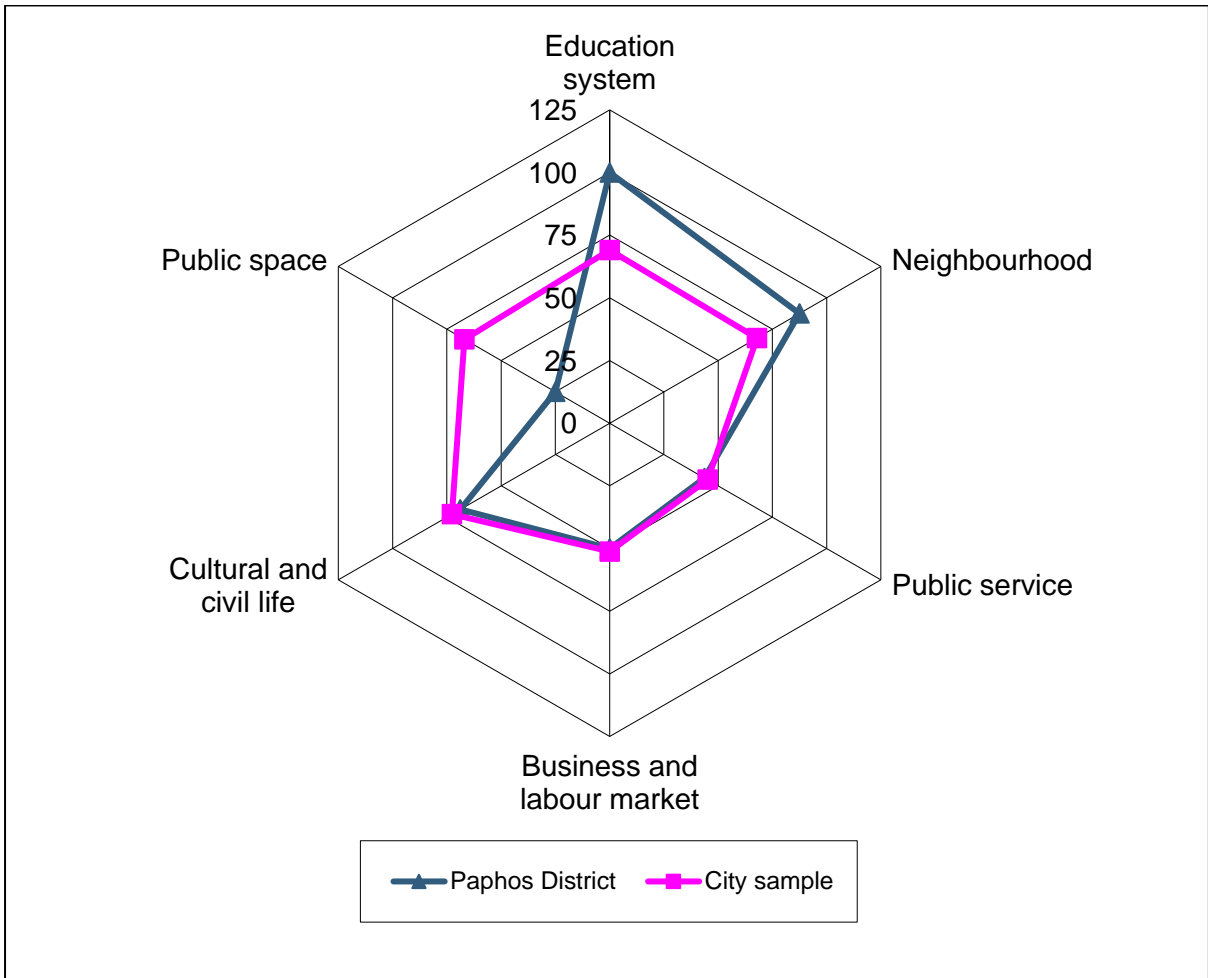 Education
system
125
100
75
50
25
0
Public space
Neighbourhood
Cultural and
civil life
Public service
Business and
labour market
Paphos District
City sample